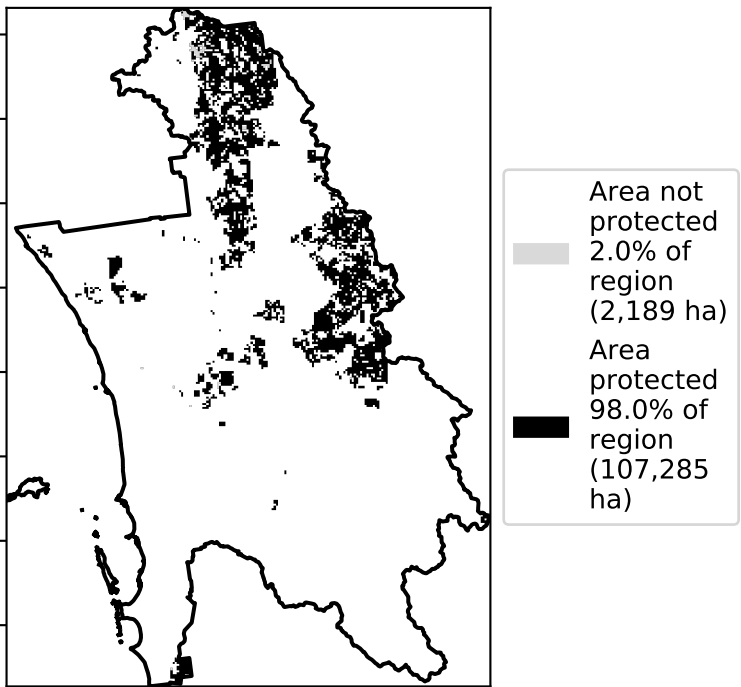 Area not
protected
2.0% of
region
(2,189 ha)
Area
protected
98.0% of
region
(107,285
ha)